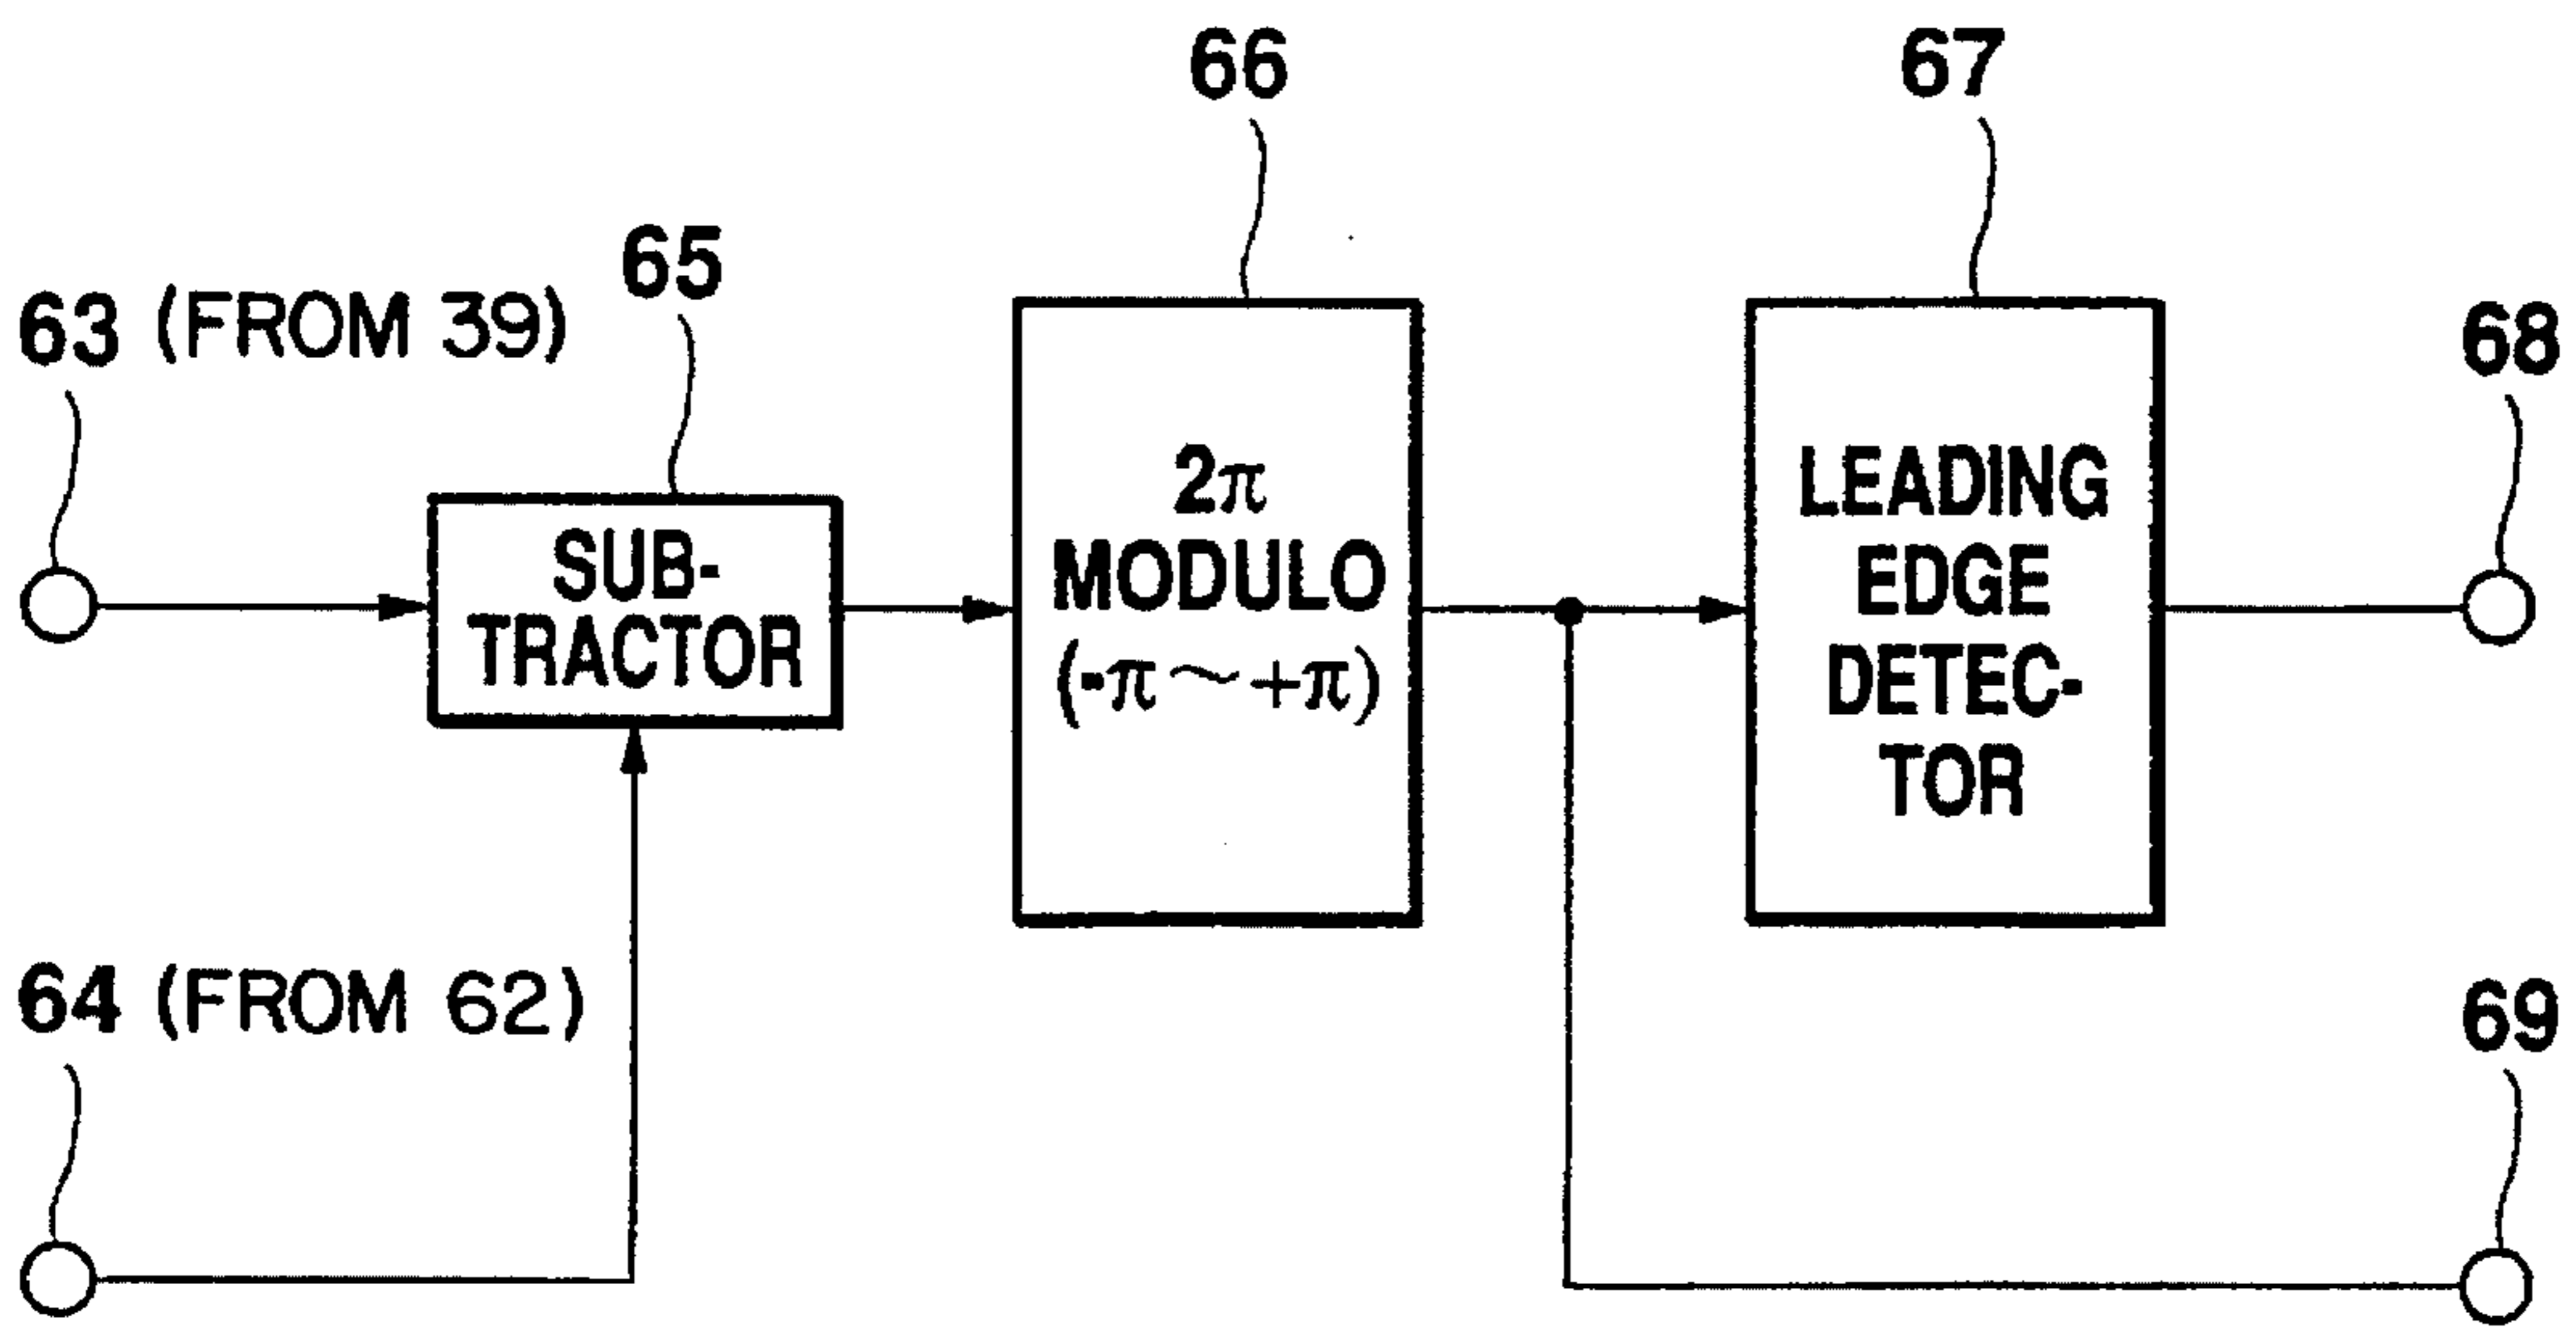 66
67
65
63 (FROM 39)
68
SUB-
TRACTOR
2π
MODULO
(-π～+π)
LEADING
EDGE
DETEC-
TOR
64 (FROM 62)
69